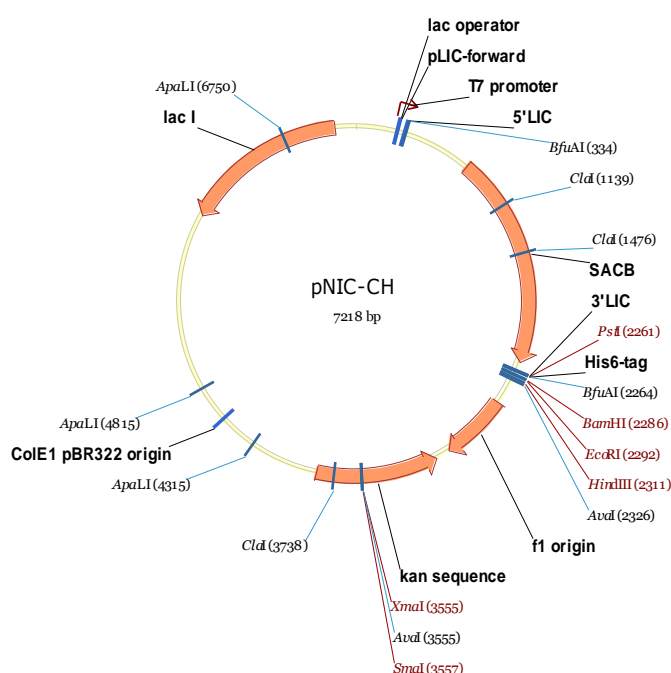 lac operator
pLIC-forward
T7 promoter
5'LIC
BfuAI (334)
ClaI (1139)
ClaI (1476)
SACB
3'LIC
PstI (2261)
His6-tag
BfuAI (2264)
BamHI (2286)
EcoRI (2292)
HindIII (2311)
AvaI (2326)
f1 origin
kan sequence
XmaI (3555)
AvaI (3555)
SmaI (3557)
ClaI (3738)
ApaLI (4315)
ColE1 pBR322 origin
ApaLI (4815)
lac I
ApaLI (6750)
pNIC-CH
7218 bp